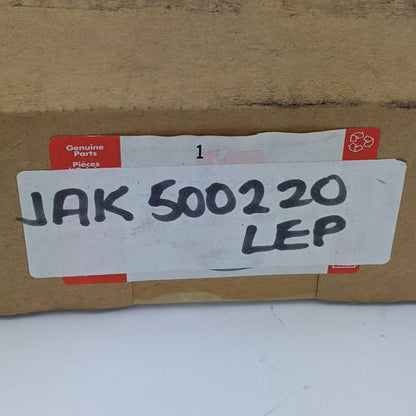 Genuine
Parts
Pièces
1
JAK 500220
LEP